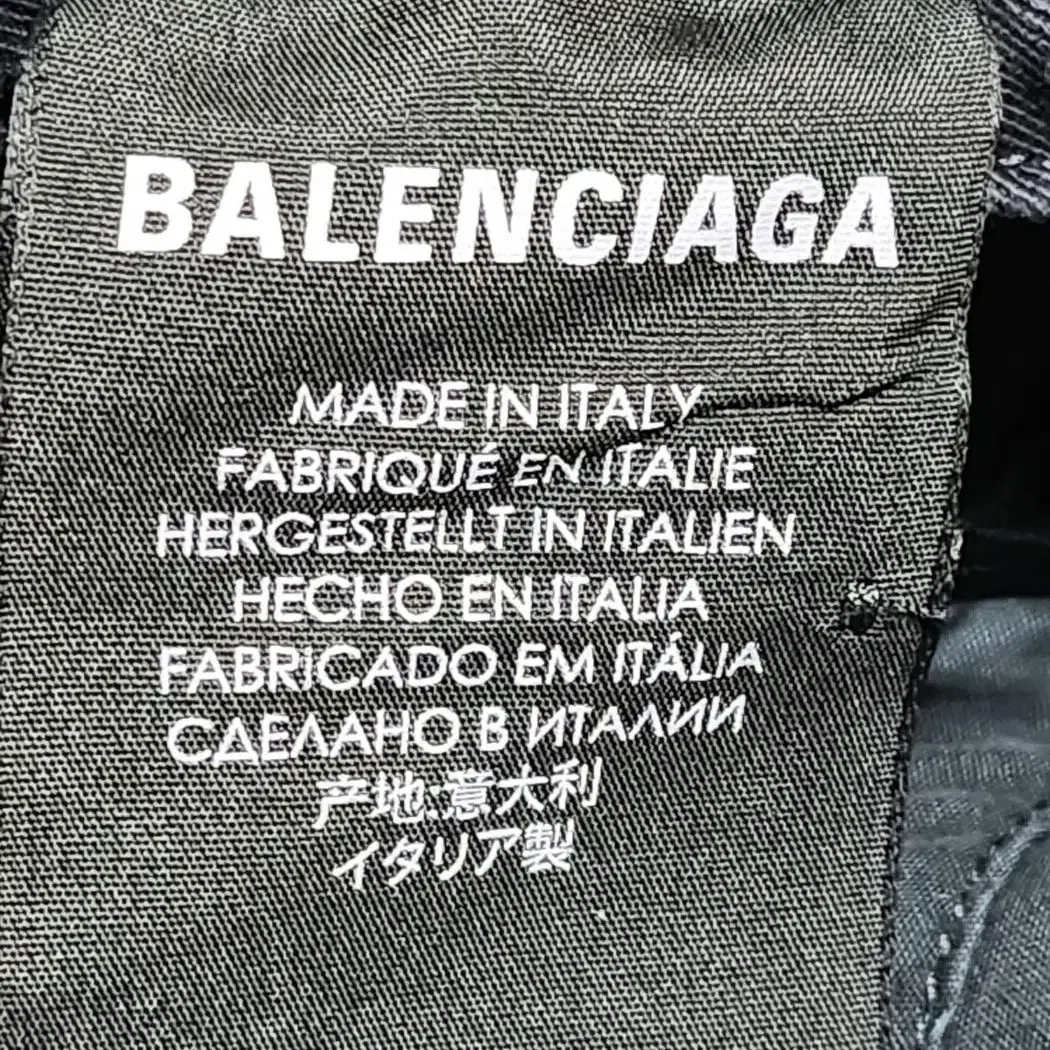 BALENCIAGA
MADE IN ITALY
FABRIQUÉ EN ITALIE
HERGESTELLT IN ITALIEN
HECHO EN ITALIA
FABRICADO EM ITÁLIA
СДЕЛАНО В ИТАЛИИ
产地:意大利
イタリア製